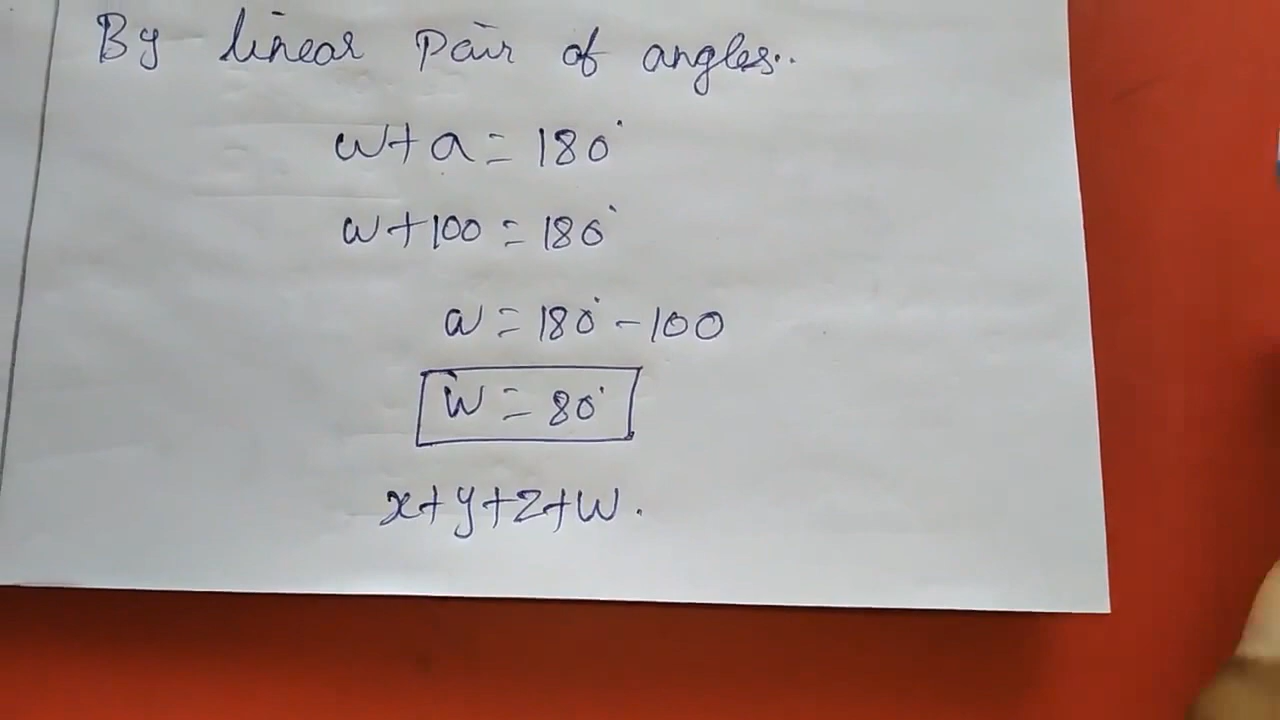 By linear pair of angles..
w+a = 180°
w+100 = 180°
w = 180° - 100
w = 80°
x+y+z+w.